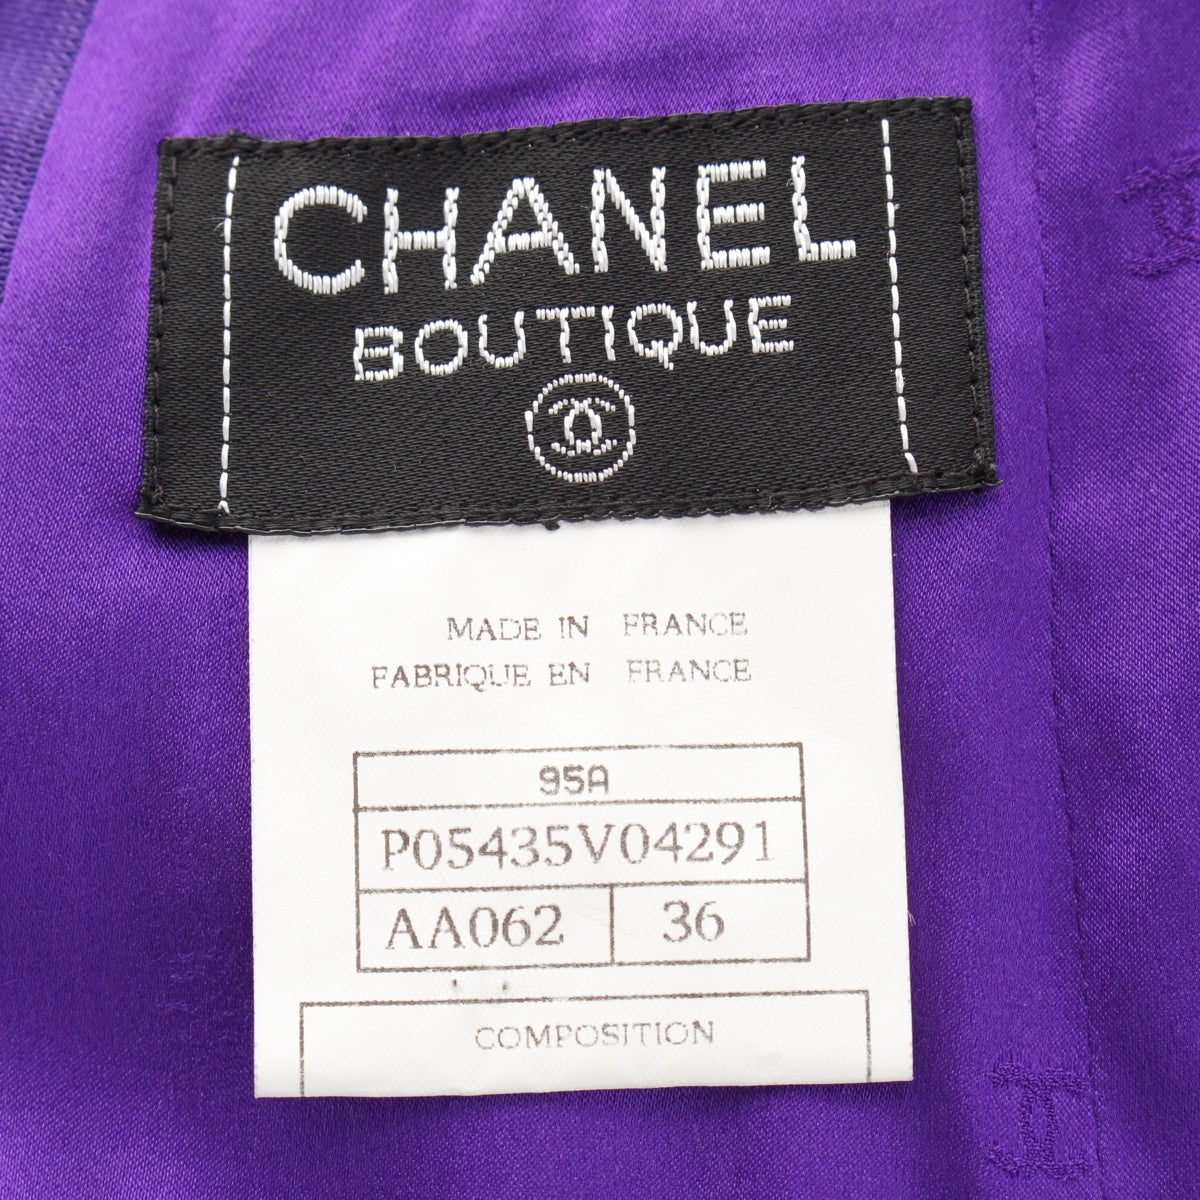 CHANEL
BOUTIQUE
MADE IN FRANCE
FABRIQUE EN FRANCE
95A
P05435V04291
AA062 36
COMPOSITION